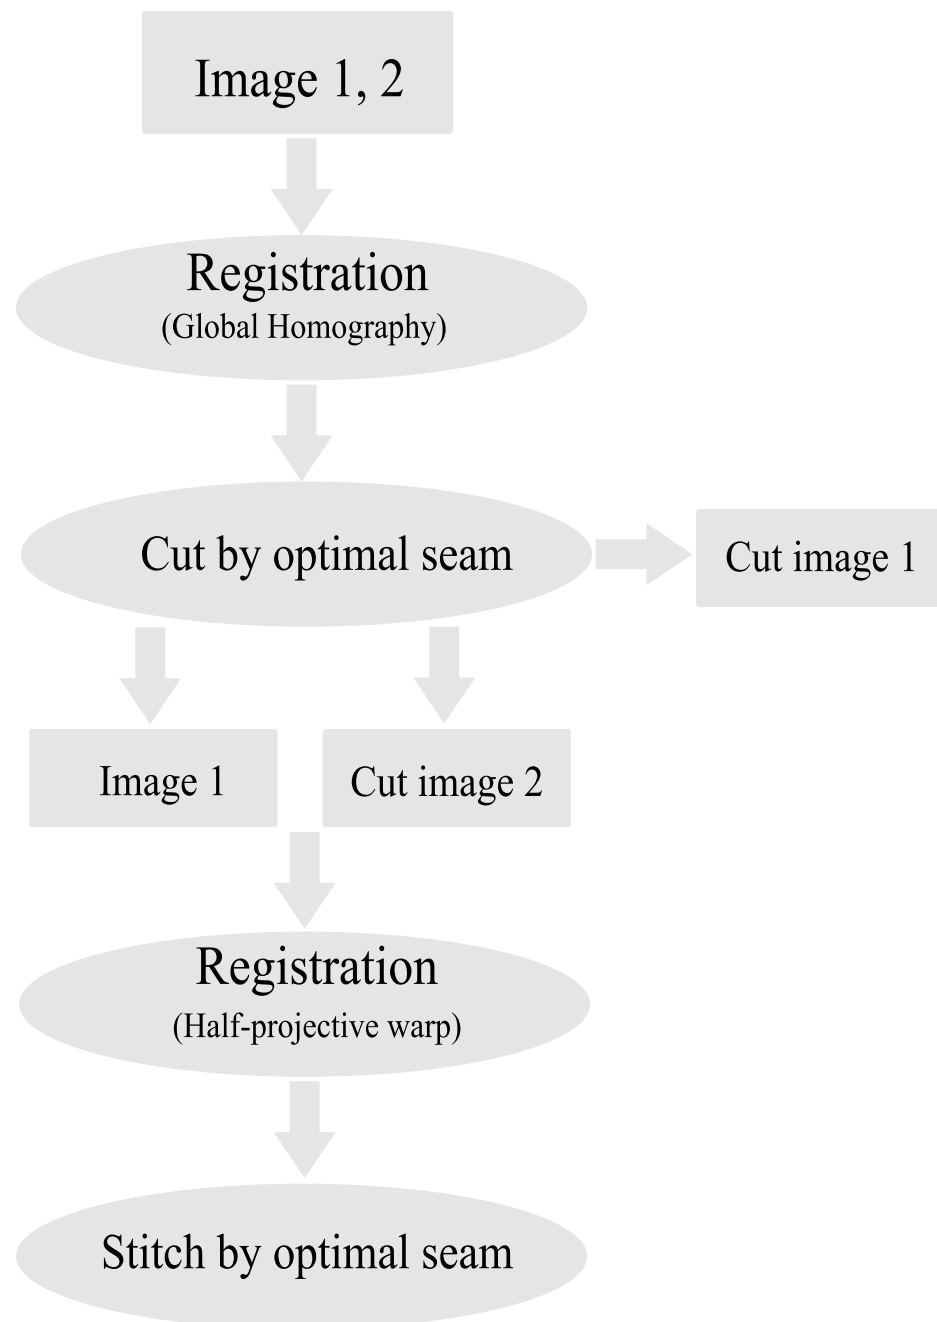 Image 1, 2
Registration
(Global Homography)
Cut by optimal seam
Cut image 1
Image 1
Cut image 2
Registration
(Half-projective warp)
Stitch by optimal seam